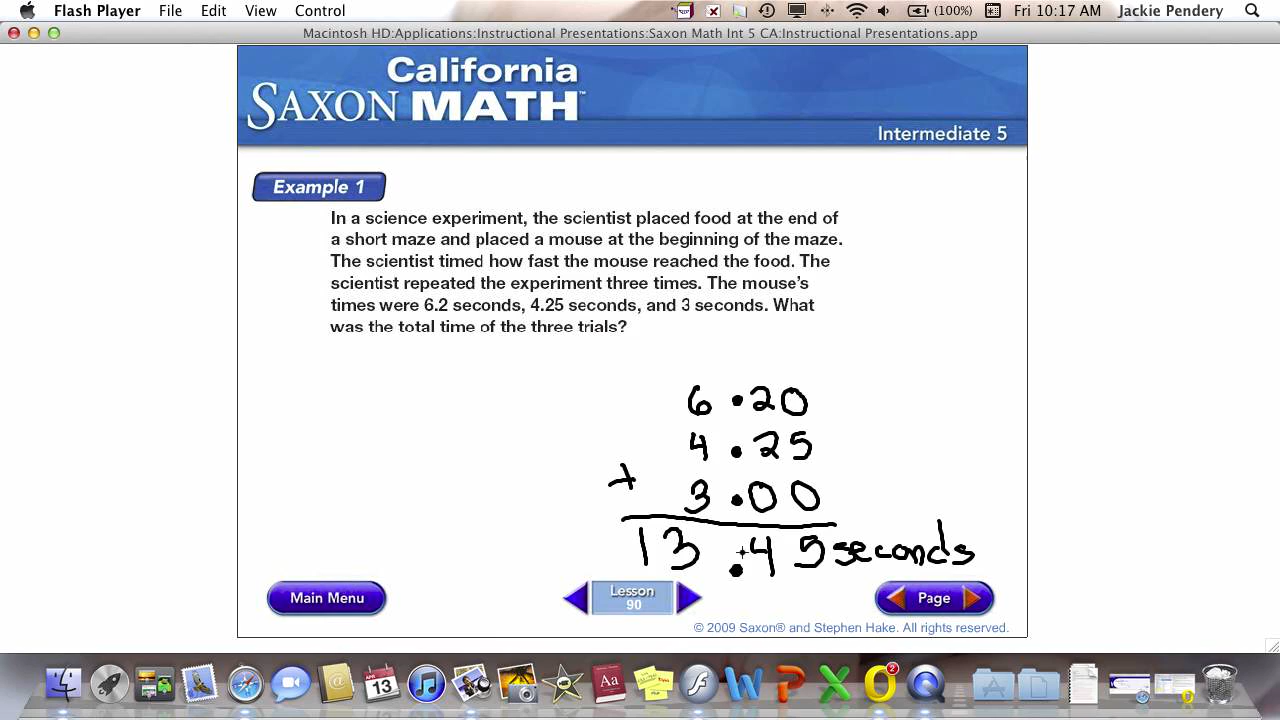 Flash Player File Edit View Control (100%) Fri 10:17 AM Jackie Pendery
Macintosh HD:Applications:Instructional Presentations:Saxon Math Int 5 CA:Instructional Presentations.app
California
SAXON MATH™
Intermediate 5
Example 1
In a science experiment, the scientist placed food at the end of
a short maze and placed a mouse at the beginning of the maze.
The scientist timed how fast the mouse reached the food. The
scientist repeated the experiment three times. The mouse's
times were 6.2 seconds, 4.25 seconds, and 3 seconds. What
was the total time of the three trials?
6.20
4.25
+ 3.00
13.45 seconds
Main Menu
Lesson
90
Page
© 2009 Saxon® and Stephen Hake. All rights reserved.
APR
13
Aa
2